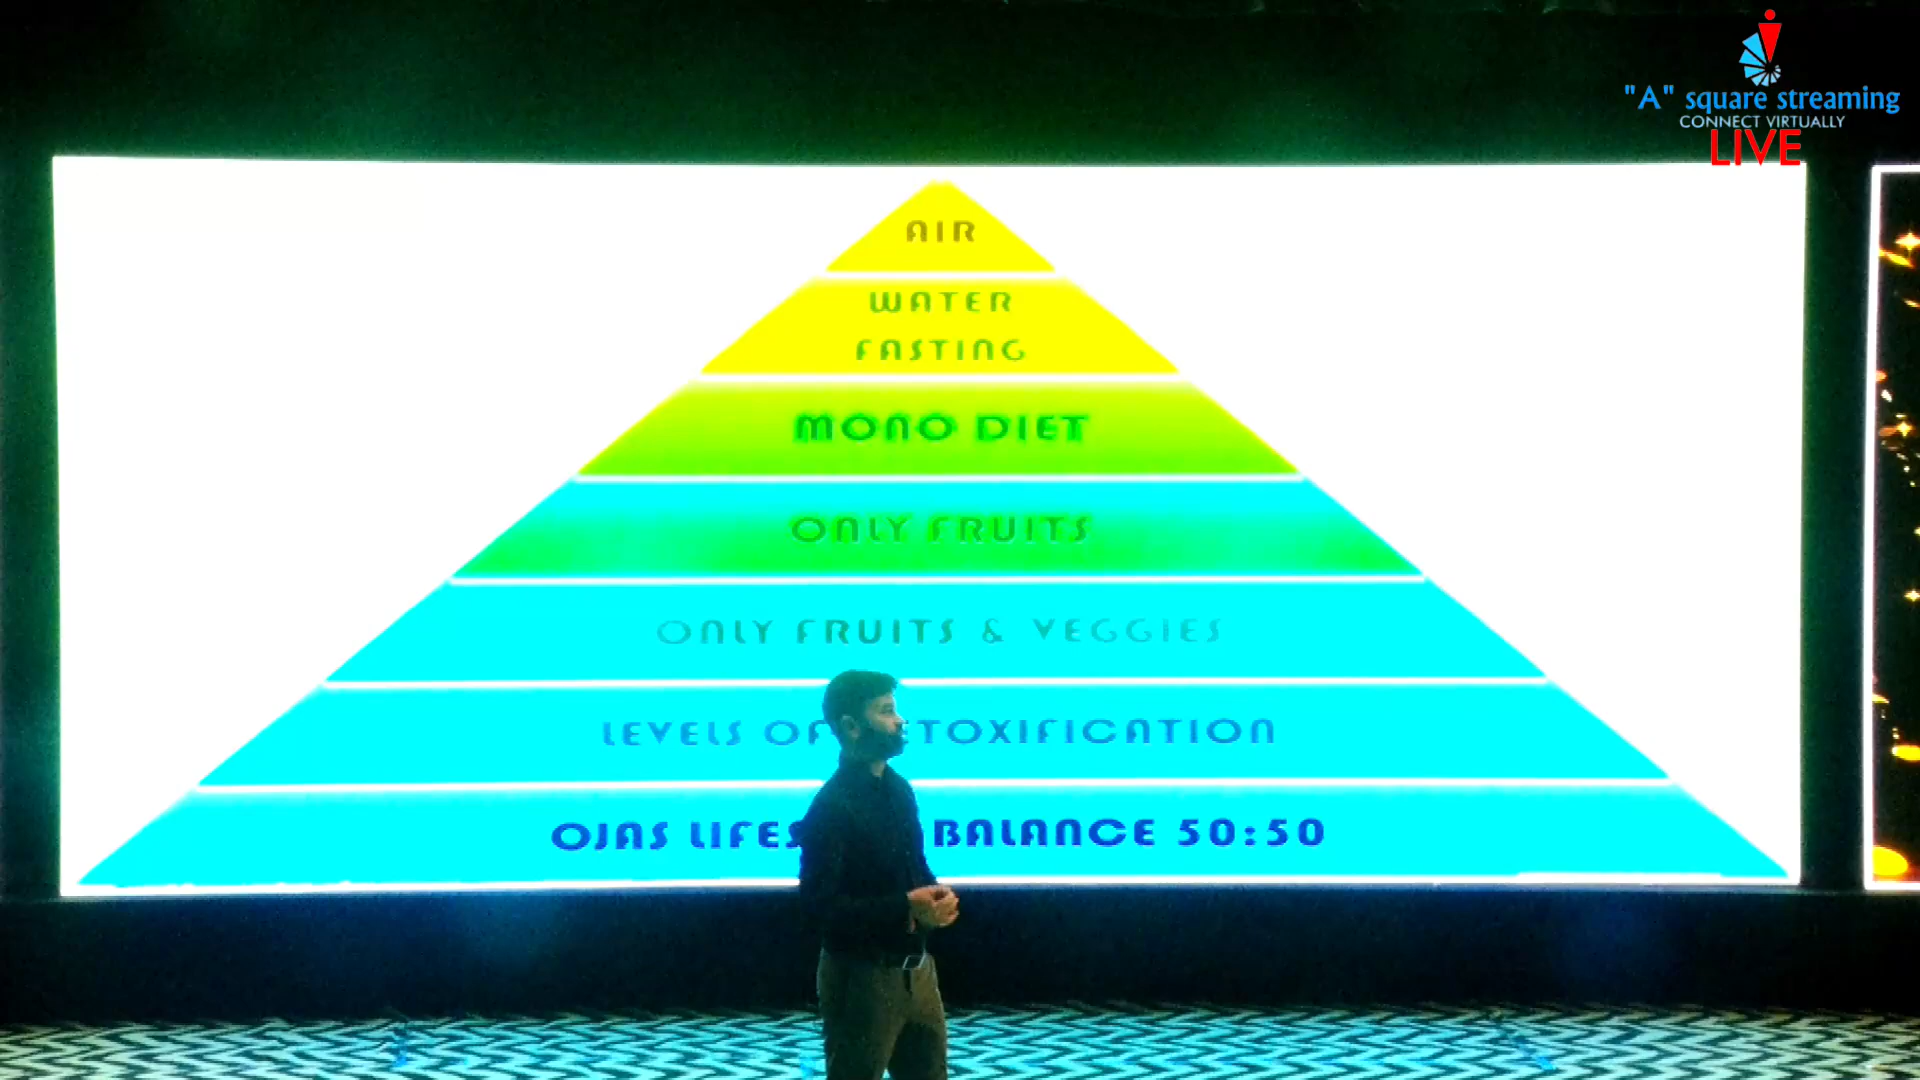 "A" square streaming
CONNECT VIRTUALLY
LIVE
AIR
WATER
FASTING
MONO DIET
ONLY FRUITS
ONLY FRUITS & VEGGIES
LEVELS OF TOXIFICATION
OJAS LIFES BALANCE 50:50